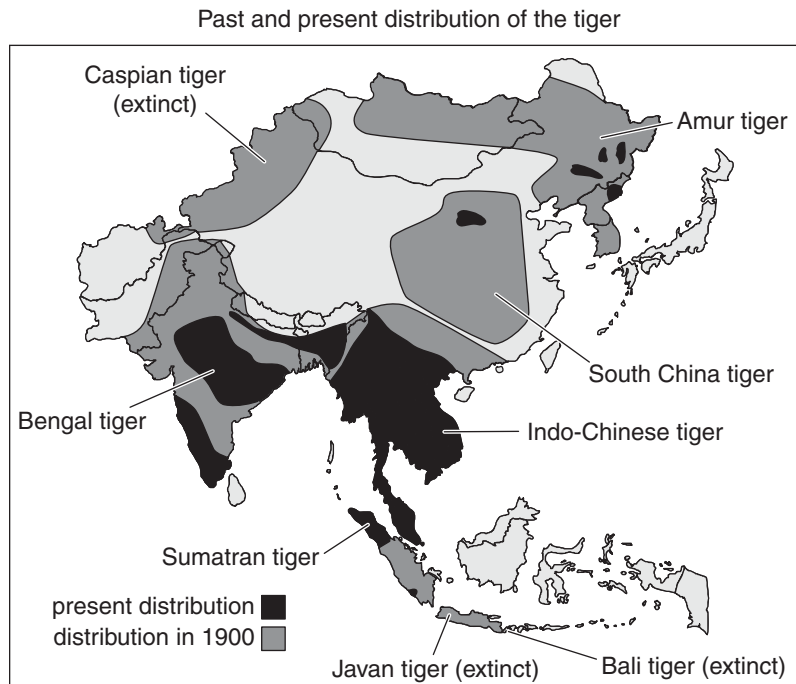 Past and present distribution of the tiger
Caspian tiger
(extinct)
Amur tiger
South China tiger
Bengal tiger
Indo-Chinese tiger
Sumatran tiger
present distribution
distribution in 1900
Javan tiger (extinct)
Bali tiger (extinct)